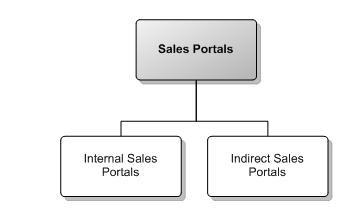 Sales Portals
Internal Sales
Portals
Indirect Sales
Portals